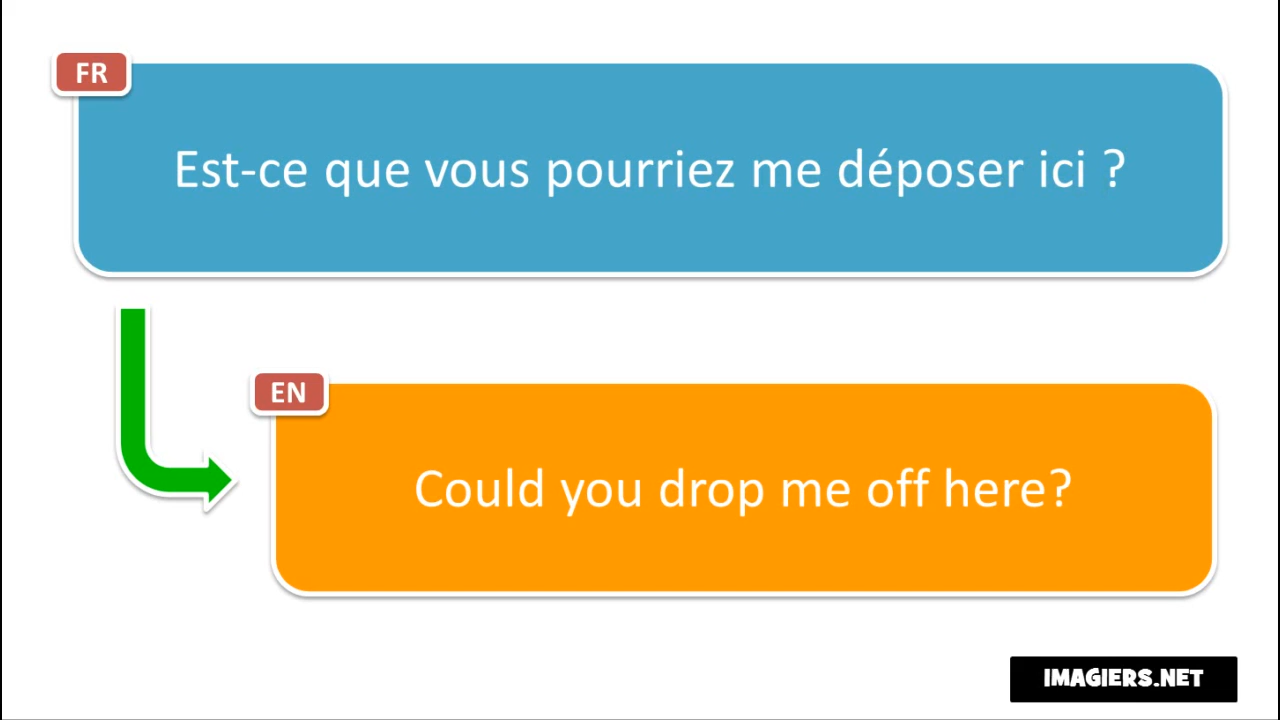 FR
Est-ce que vous pourriez me déposer ici ?
EN
Could you drop me off here?
IMAGIERS.NET